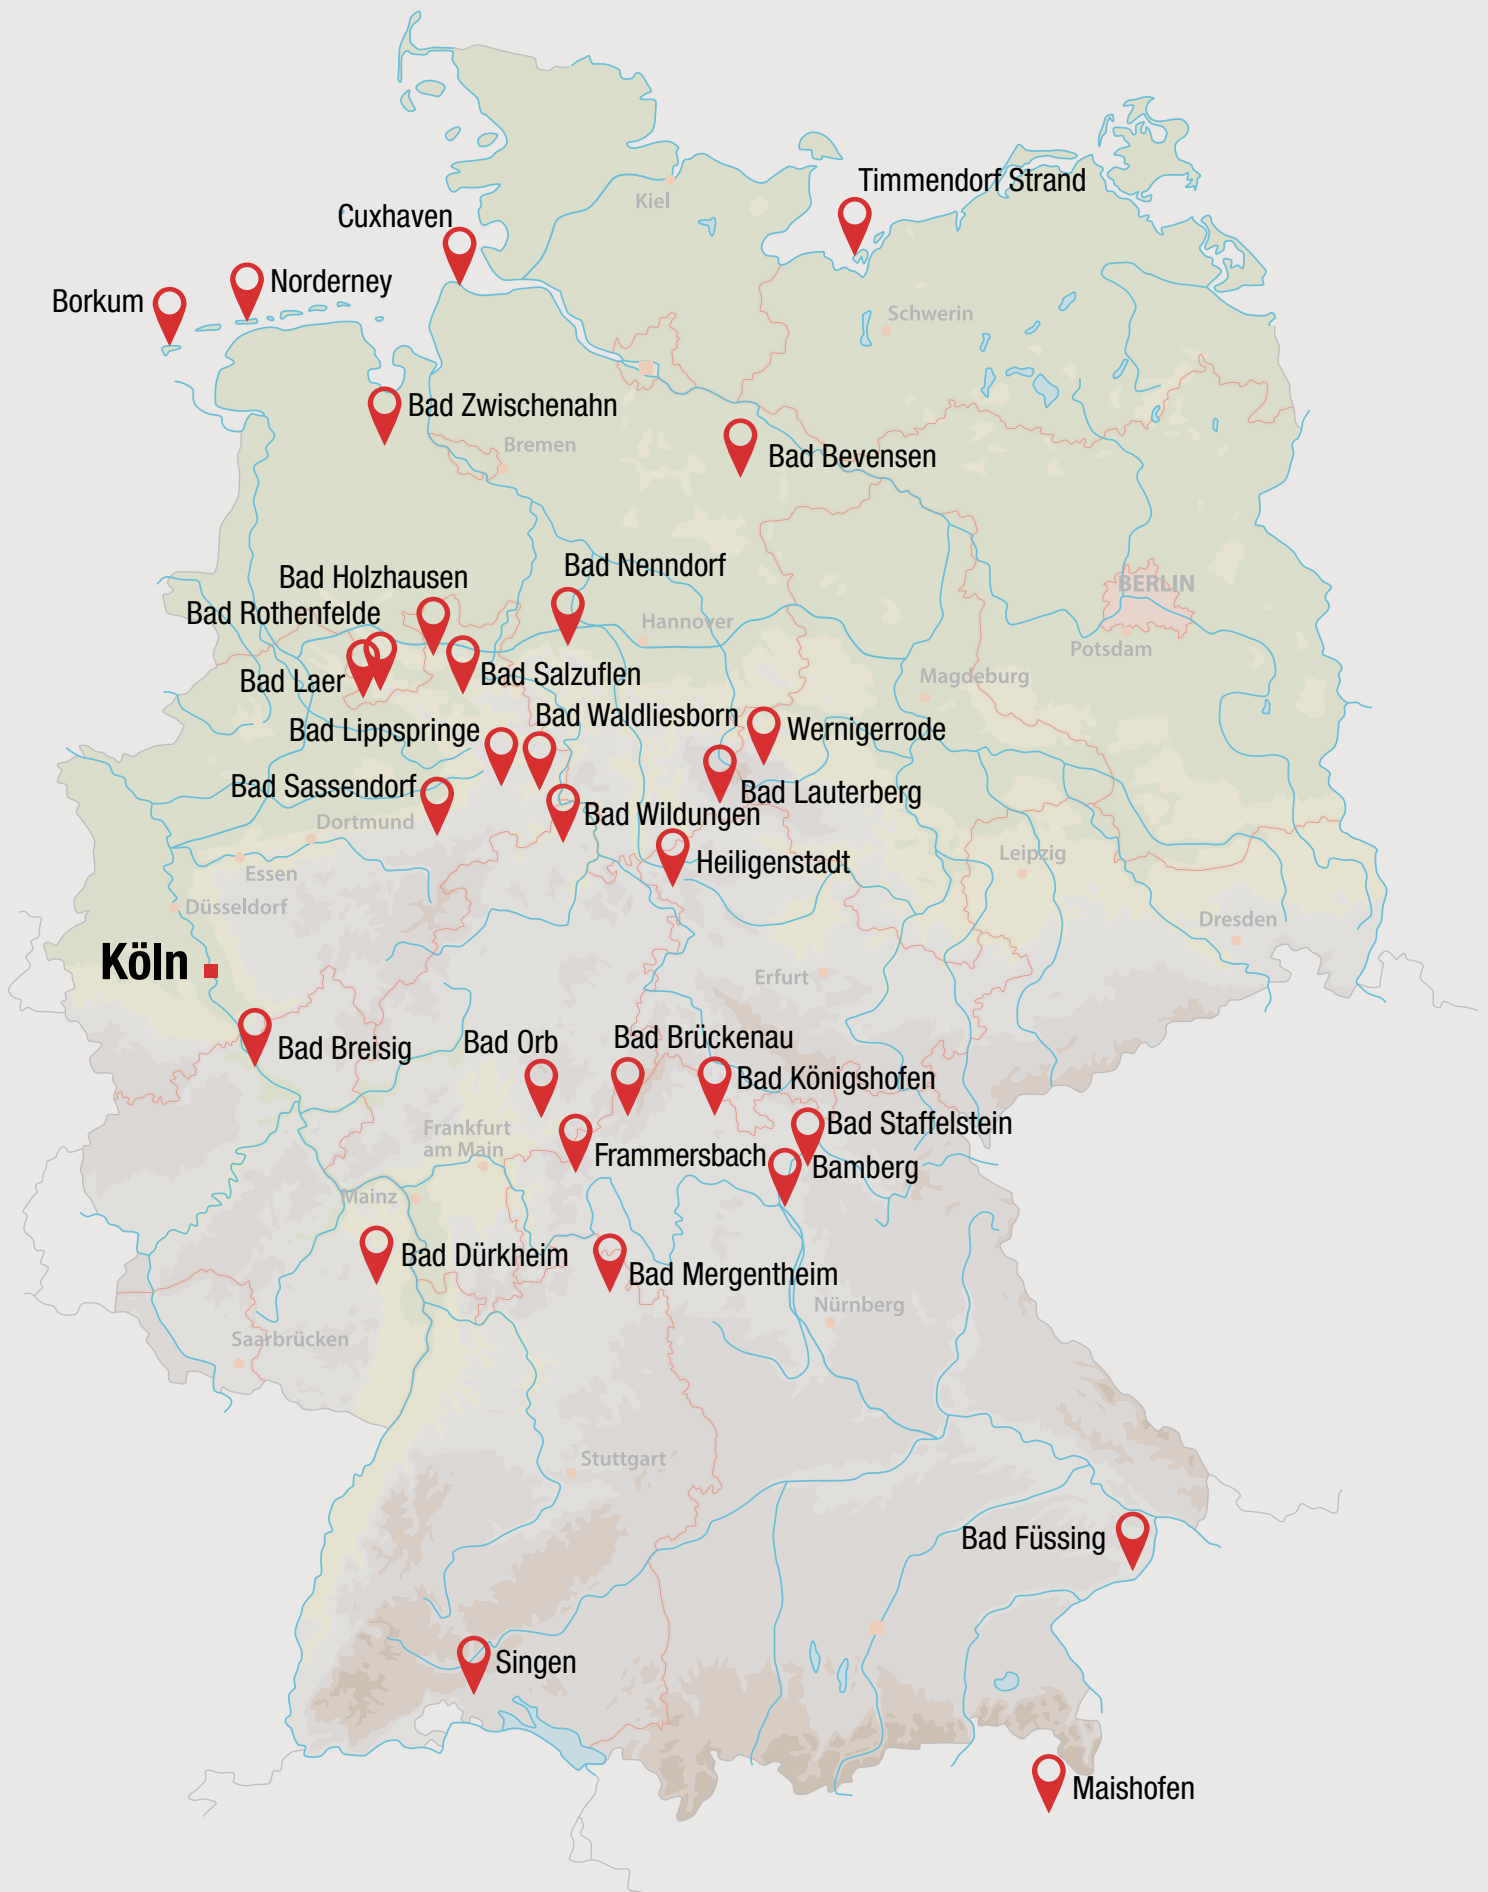 Timmendorf Strand
Kiel
Cuxhaven
Norderney
Borkum
Schwerin
Bad Zwischenahn
Bremen
Bad Bevensen
Bad Nenndorf
Bad Holzhausen
BERLIN
Bad Rothenfelde
Hannover
Potsdam
Bad Laer
Bad Salzuflen
Magdeburg
Bad Waldliesborn
Bad Lippspringe
Wernigerrode
Bad Sassendorf
Bad Lauterberg
Bad Wildungen
Dortmund
Leipzig
Heiligenstadt
Essen
Düsseldorf
Dresden
Köln
Erfurt
Bad Brückenau
Bad Orb
Bad Breisig
Bad Königshofen
Bad Staffelstein
Frankfurt
am Main
Frammersbach
Bamberg
Mainz
Bad Dürkheim
Bad Mergentheim
Nürnberg
Saarbrücken
Stuttgart
Bad Füssing
Singen
Maishofen